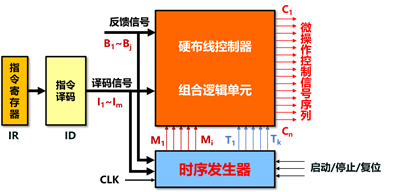 反馈信号
B1~Bj
硬布线控制器
组合逻辑单元
C1
微操作控制信号序列
Cn
指令寄存器
IR
指令译码
ID
译码信号
I1~Im
M1
Mi
T1
Tk
时序发生器
CLK
启动/停止/复位